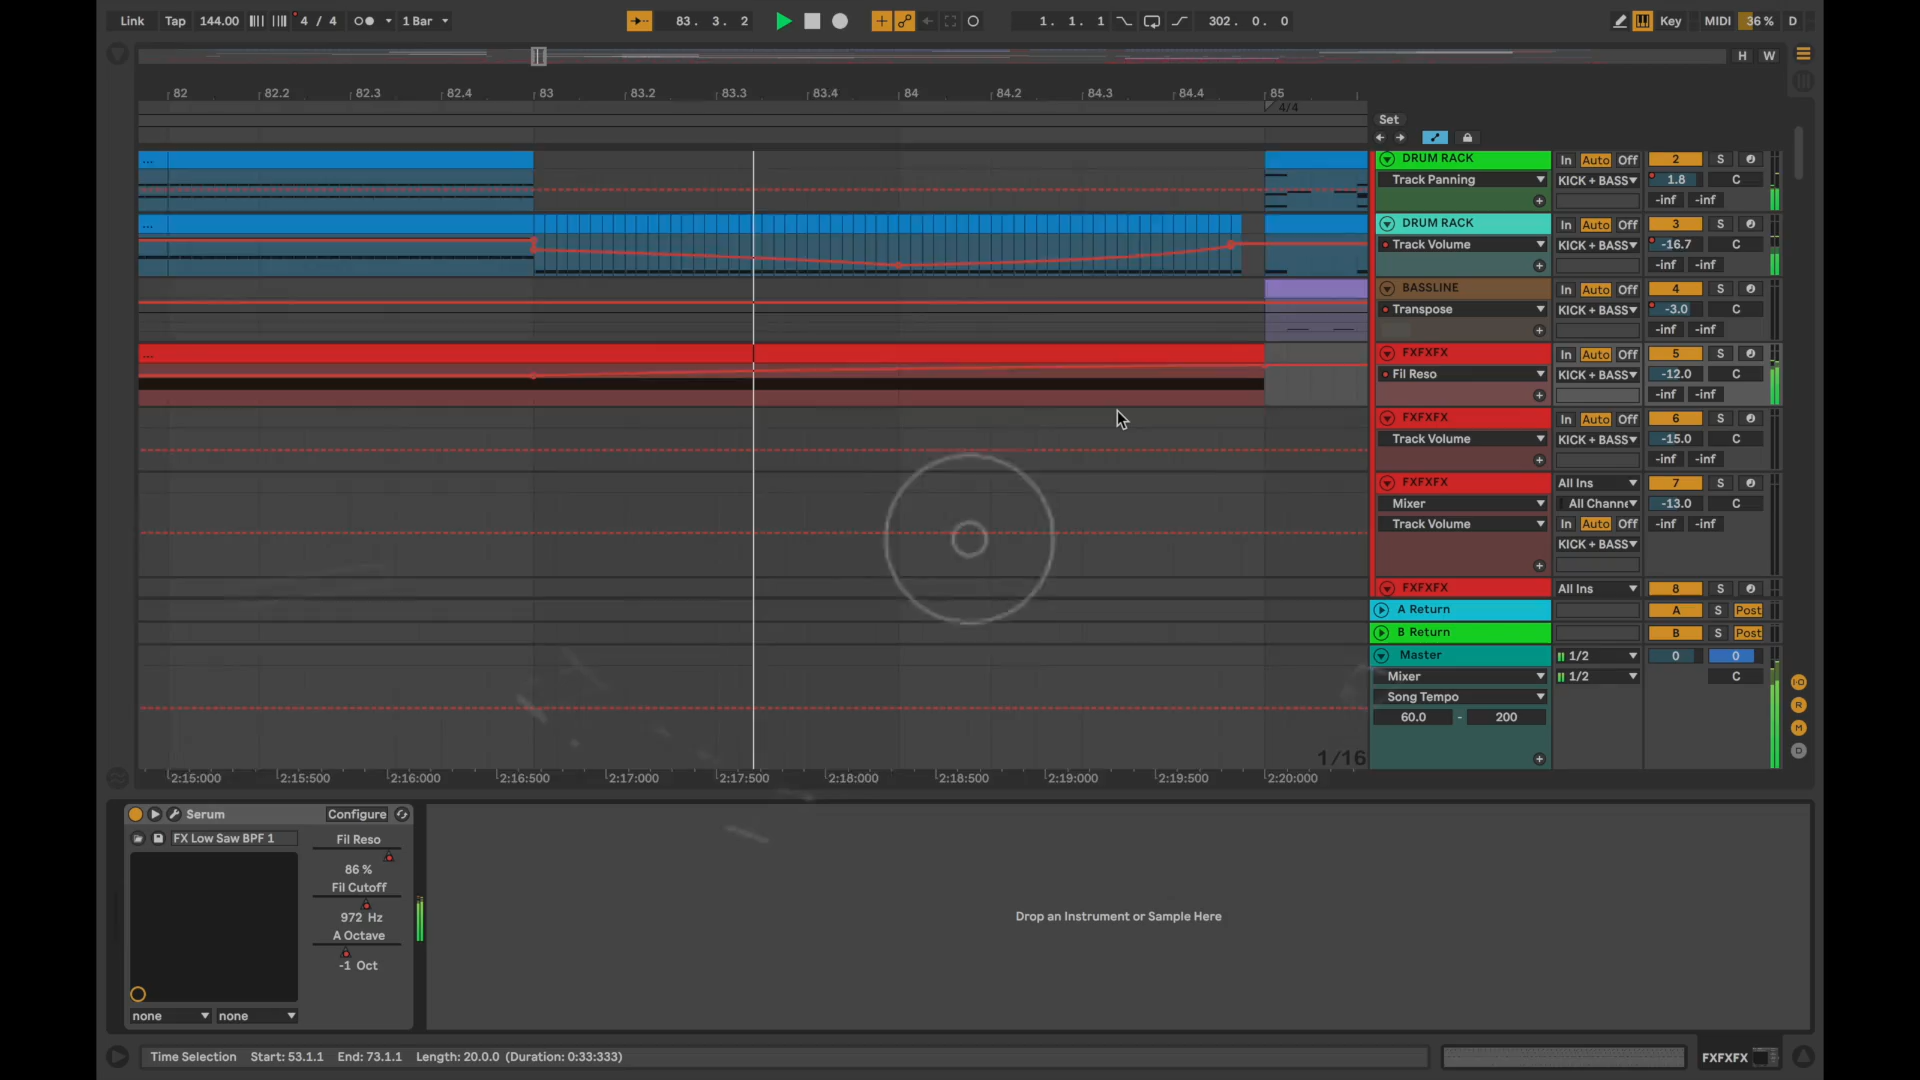 Link Tap 144.00 4 / 4 1 Bar 83. 3. 2 1. 1. 1 302. 0. 0 Key MIDI 36 % D
H W
82 82.2 82.3 82.4 83 83.2 83.3 83.4 84 84.2 84.3 84.4 85
4/4
Set
... DRUM RACK In Auto Off 2 S
Track Panning KICK + BASS 1.8 C
-inf -inf
... DRUM RACK In Auto Off 3 S
Track Volume KICK + BASS -16.7 C
-inf -inf
BASSLINE In Auto Off 4 S
Transpose KICK + BASS -3.0 C
-inf -inf
... FXFXFX In Auto Off 5 S
Fil Reso KICK + BASS -12.0 C
-inf -inf
FXFXFX In Auto Off 6 S
Track Volume KICK + BASS -15.0 C
-inf -inf
FXFXFX All Ins 7 S
Mixer All Channe -13.0 C
Track Volume In Auto Off -inf -inf
KICK + BASS
FXFXFX All Ins 8 S
A Return A S Post
B Return B S Post
Master 1/2 0 0
Mixer 1/2 C
Song Tempo
60.0 - 200
1/16
2:15:000 2:15:500 2:16:000 2:16:500 2:17:000 2:17:500 2:18:000 2:18:500 2:19:000 2:19:500 2:20:000
I·O
R
M
D
Serum Configure
FX Low Saw BPF 1 Fil Reso
86 %
Fil Cutoff
972 Hz
A Octave
-1 Oct
none none
Drop an Instrument or Sample Here
Time Selection Start: 53.1.1 End: 73.1.1 Length: 20.0.0 (Duration: 0:33:333) FXFXFX